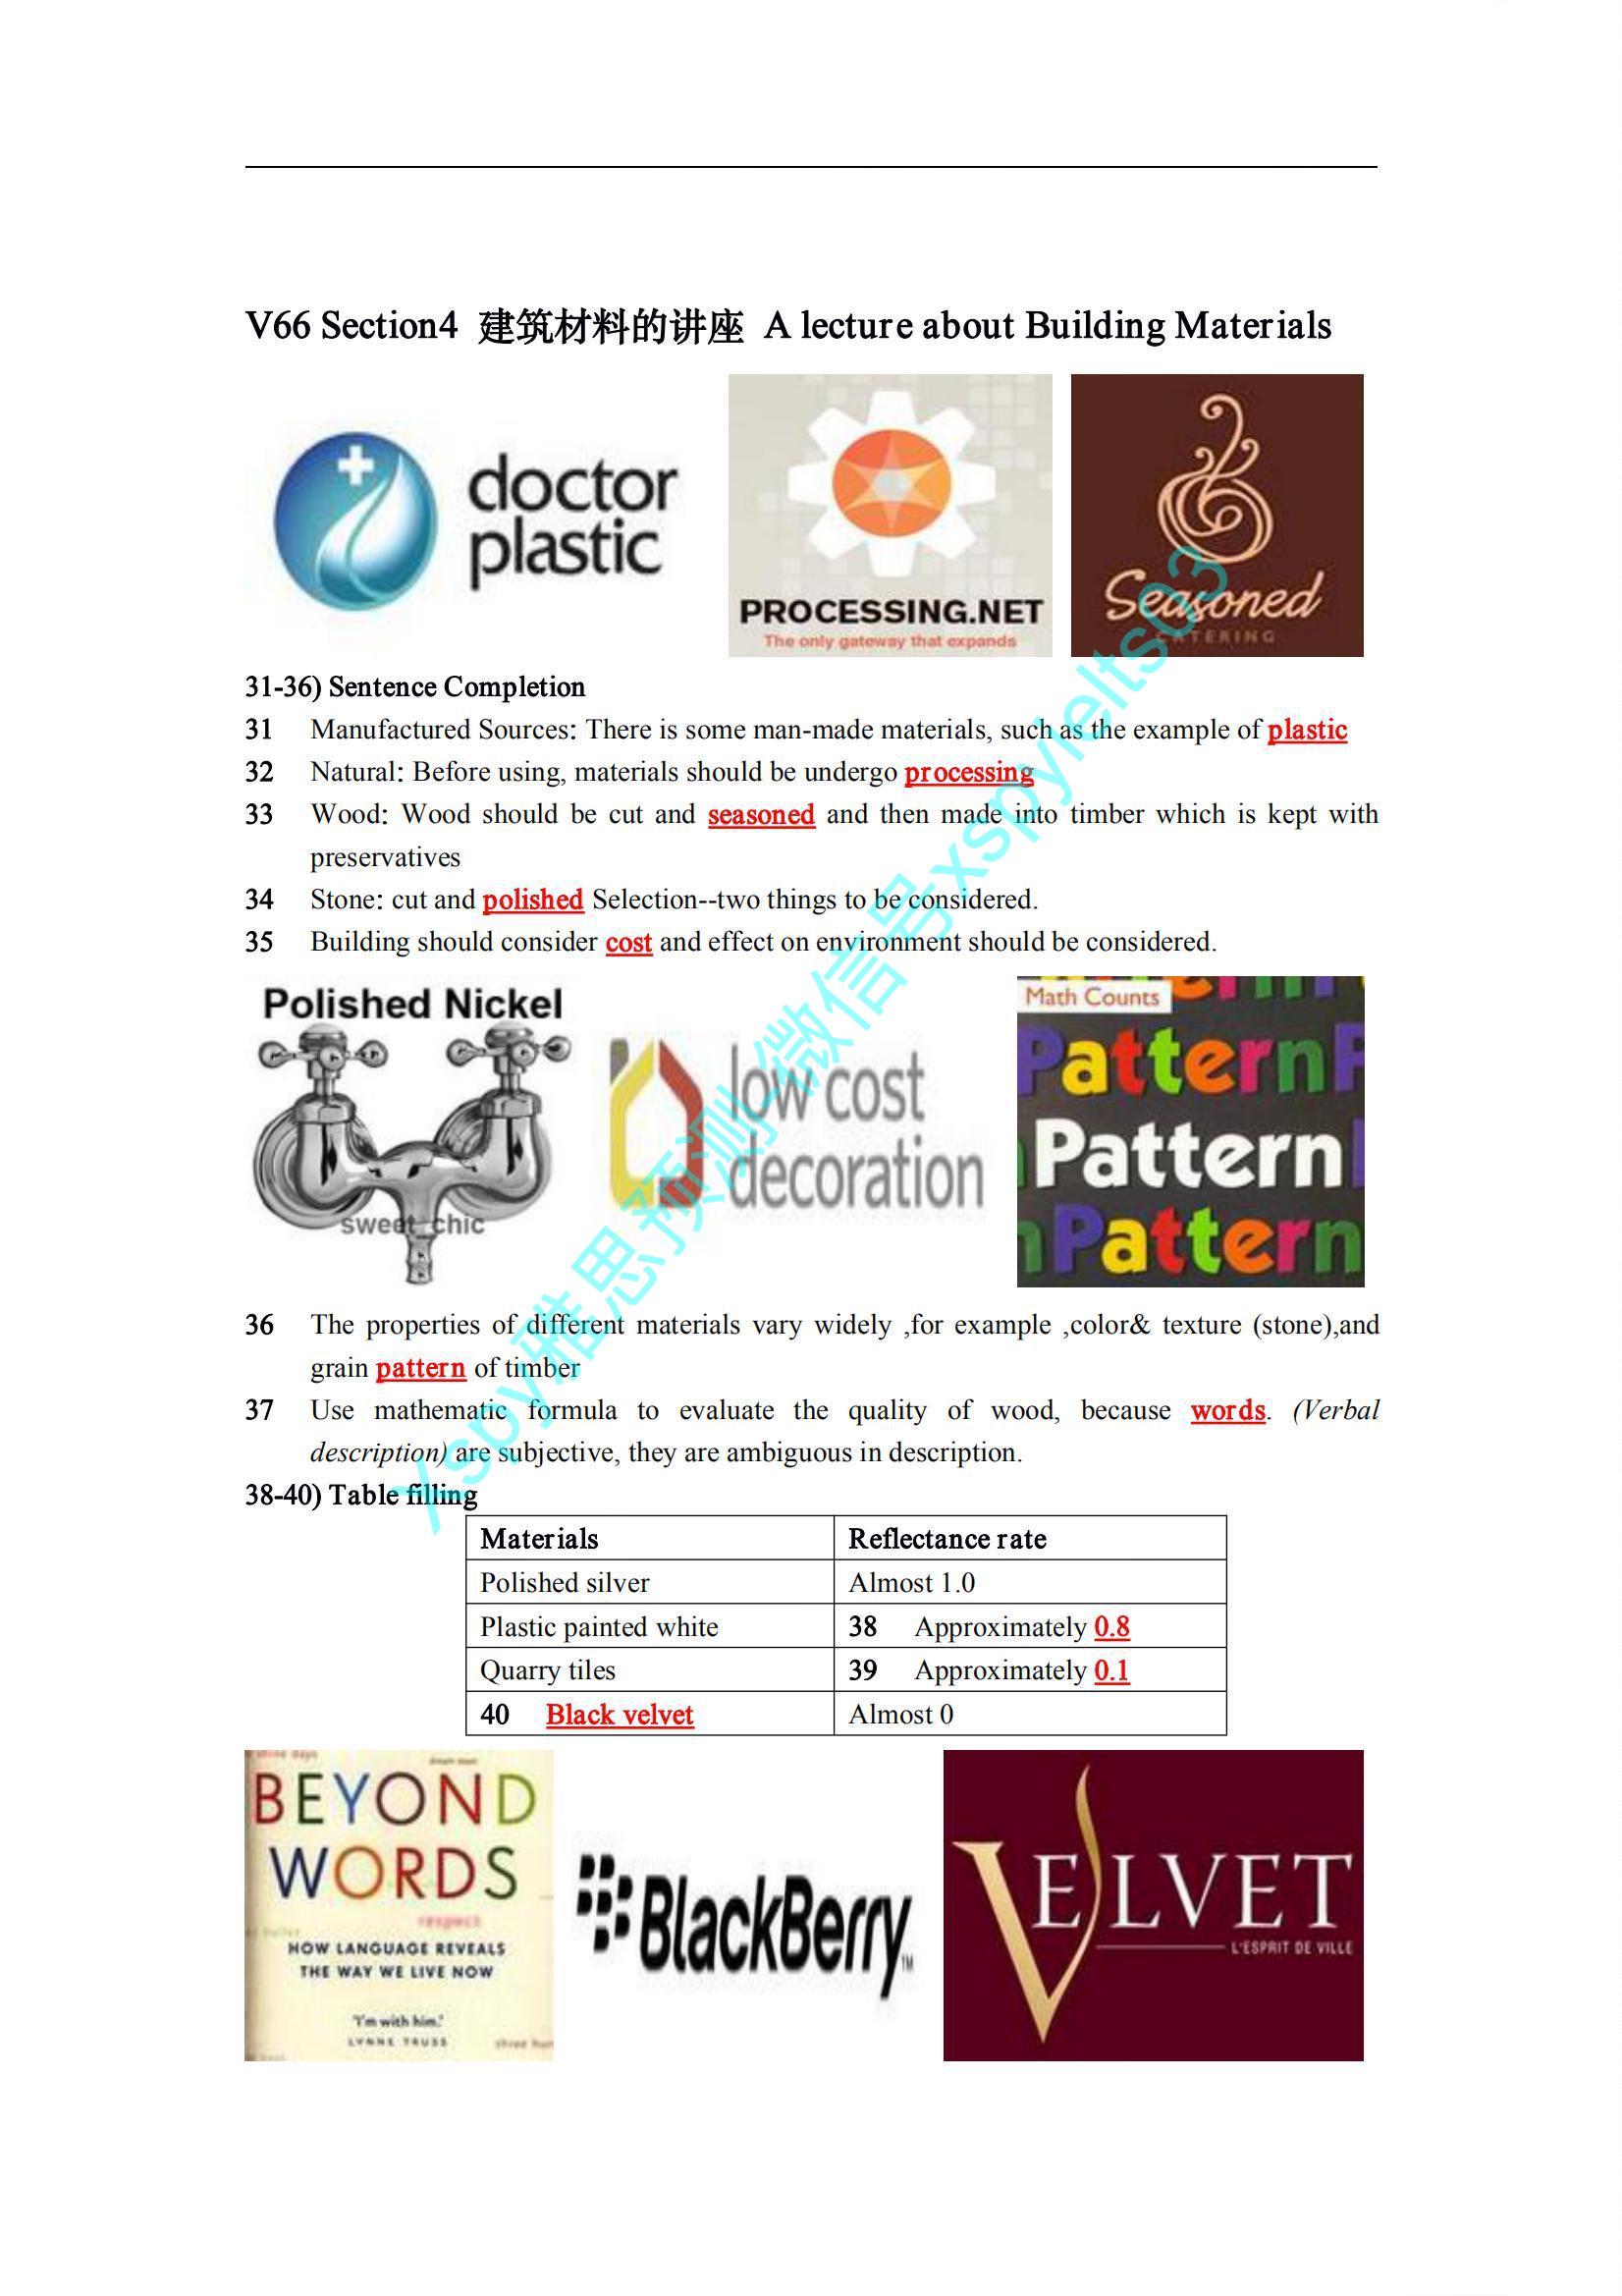 V66 Section4 建筑材料的讲座 A lecture about Building Materials
doctor
plastic
PROCESSING.NET
The only gateway that expands
Seasoned
CATERING
31-36) Sentence Completion
31 Manufactured Sources: There is some man-made materials, such as the example of plastic
32 Natural: Before using, materials should be undergo processing
33 Wood: Wood should be cut and seasoned and then made into timber which is kept with
preservatives
34 Stone: cut and polished Selection--two things to be considered.
35 Building should consider cost and effect on environment should be considered.
Polished Nickel
sweet chic
low cost
decoration
Math Counts
Pattern
Pattern
Pattern
36 The properties of different materials vary widely ,for example ,color& texture (stone),and
grain pattern of timber
37 Use mathematic formula to evaluate the quality of wood, because words. (Verbal
description) are subjective, they are ambiguous in description.
38-40) Table filling
Materials Reflectance rate
Polished silver Almost 1.0
Plastic painted white 38 Approximately 0.8
Quarry tiles 39 Approximately 0.1
40 Black velvet Almost 0
three days
BEYOND
WORDS
respect
HOW LANGUAGE REVEALS
THE WAY WE LIVE NOW
'I'm with him.'
LYNNE TRUSS
BlackBerry
TM
VELVET
L'ESPRIT DE VILLE
Xspy雅思预测-微信号xspyielts03